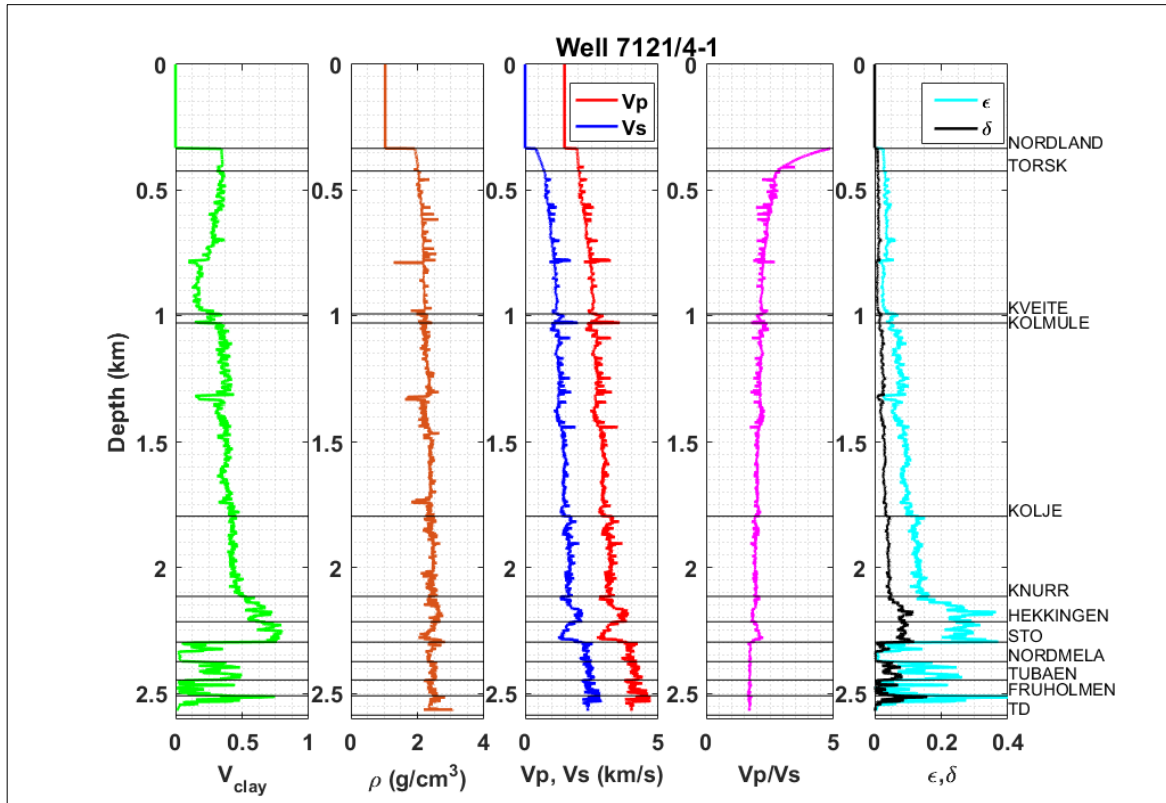 Well 7121/4-1
0
0.5
1
1.5
2
2.5
Depth (km)
0 0.5 1
V_clay
0
0.5
1
1.5
2
2.5
0 2 4
ρ (g/cm³)
0
0.5
1
1.5
2
2.5
Vp
Vs
0 5
Vp, Vs (km/s)
0
0.5
1
1.5
2
2.5
0 2 4
Vp/Vs
0
0.5
1
1.5
2
2.5
ϵ
δ
0 0.2 0.4
ϵ,δ
NORDLAND
TORSK
KVEITE
KOLMULE
KOLJE
KNURR
HEKKINGEN
STO
NORDMELA
TUBAEN
FRUHOLMEN
TD